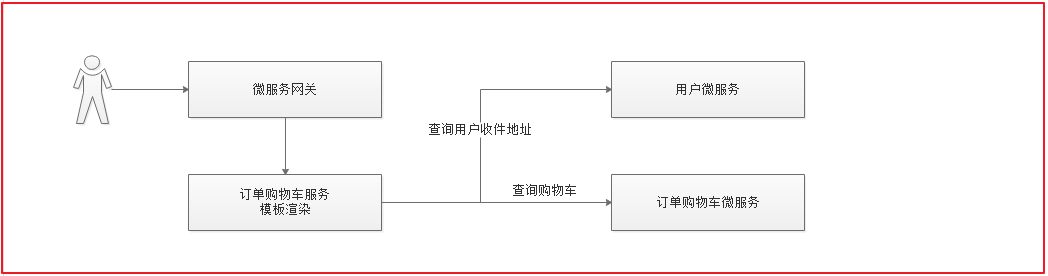 微服务网关
用户微服务
查询用户收件地址
查询购物车
订单购物车服务
模板渲染
订单购物车微服务